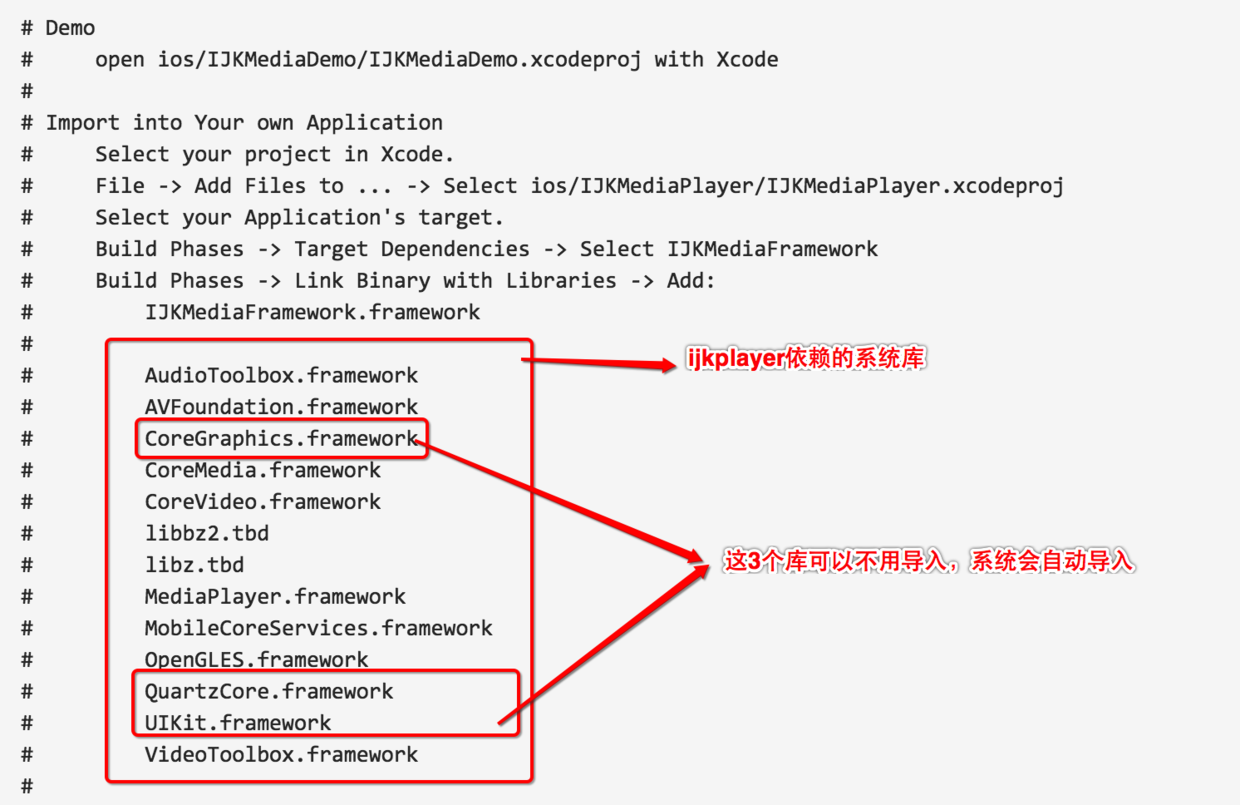 # Demo
#     open ios/IJKMediaDemo/IJKMediaDemo.xcodeproj with Xcode
#
# Import into Your own Application
#     Select your project in Xcode.
#     File -> Add Files to ... -> Select ios/IJKMediaPlayer/IJKMediaPlayer.xcodeproj
#     Select your Application's target.
#     Build Phases -> Target Dependencies -> Select IJKMediaFramework
#     Build Phases -> Link Binary with Libraries -> Add:
#         IJKMediaFramework.framework
#
ijkplayer依赖的系统库
#         AudioToolbox.framework
#         AVFoundation.framework
#         CoreGraphics.framework
#         CoreMedia.framework
#         CoreVideo.framework
#         libbz2.tbd
#         libz.tbd
这3个库可以不用导入，系统会自动导入
#         MediaPlayer.framework
#         MobileCoreServices.framework
#         OpenGLES.framework
#         QuartzCore.framework
#         UIKit.framework
#         VideoToolbox.framework
#